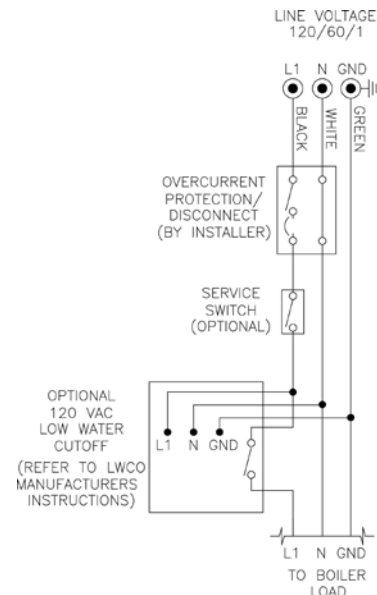 LINE VOLTAGE
120/60/1
L1 N GND
BLACK
WHITE
GREEN
OVERCURRENT
PROTECTION/
DISCONNECT
(BY INSTALLER)
SERVICE
SWITCH
(OPTIONAL)
OPTIONAL
120 VAC
LOW WATER
CUTOFF
(REFER TO LWCO
MANUFACTURERS
INSTRUCTIONS)
L1 N GND
L1 N GND
TO BOILER
LOAD